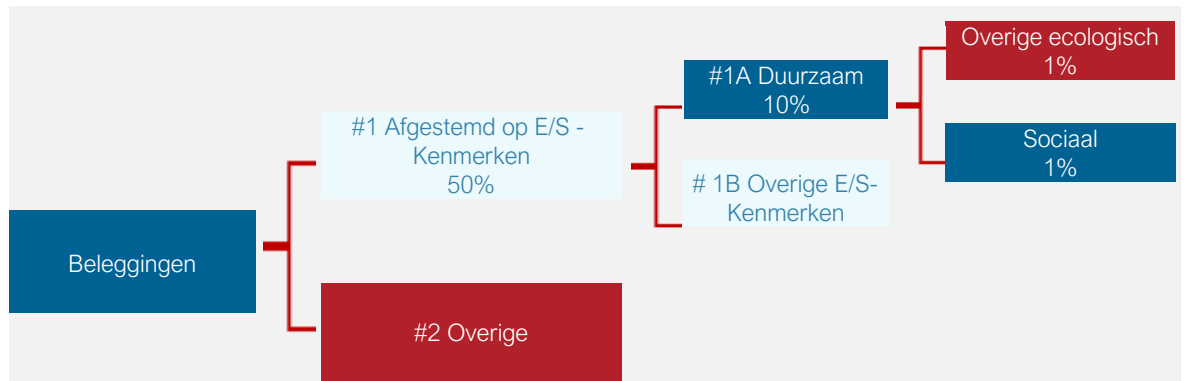 Beleggingen
#1 Afgestemd op E/S -
Kenmerken
50%
#2 Overige
#1A Duurzaam
10%
# 1B Overige E/S-
Kenmerken
Overige ecologisch
1%
Sociaal
1%